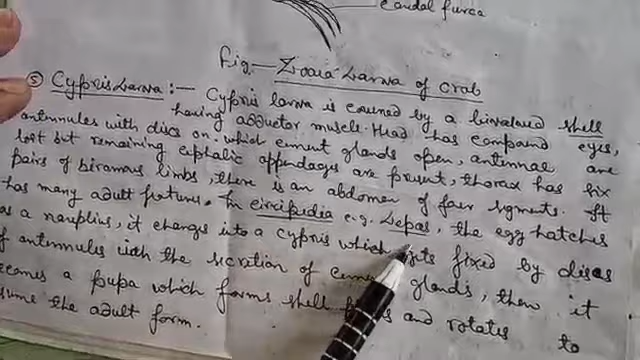 Caudal furca
Fig:— Zoaea Larva of Crab
⑤ Cypris Larva :— Cypris larva is covered by a bivalved shell
having adductor muscle. Head has compound eyes,
antennules with discs on which cement glands open, antennae are
lost but remaining cephalic appendages are present, thorax has six
pairs of biramous limbs, there is an abdomen of four segments. It
has many adult features. In Cirripedia e.g. Lepas, the egg hatches
as a nauplius, it changes into a cypris which gets fixed by discs
of antennules with the secretion of cement glands, then it
becomes a pupa which forms shell and rotates to
the adult form.